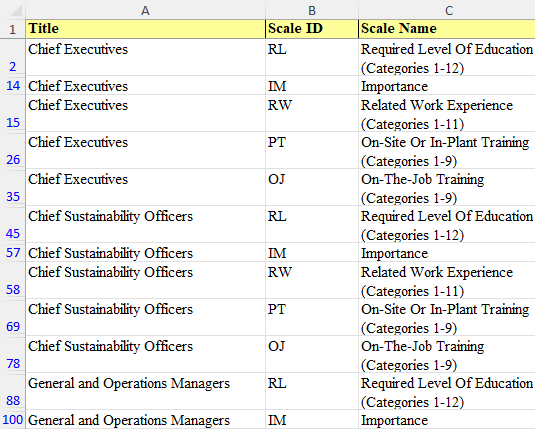 A B C
1 Title Scale ID Scale Name
2 Chief Executives RL Required Level Of Education
(Categories 1-12)
14 Chief Executives IM Importance
15 Chief Executives RW Related Work Experience
(Categories 1-11)
26 Chief Executives PT On-Site Or In-Plant Training
(Categories 1-9)
35 Chief Executives OJ On-The-Job Training
(Categories 1-9)
45 Chief Sustainability Officers RL Required Level Of Education
(Categories 1-12)
57 Chief Sustainability Officers IM Importance
58 Chief Sustainability Officers RW Related Work Experience
(Categories 1-11)
69 Chief Sustainability Officers PT On-Site Or In-Plant Training
(Categories 1-9)
78 Chief Sustainability Officers OJ On-The-Job Training
(Categories 1-9)
88 General and Operations Managers RL Required Level Of Education
(Categories 1-12)
100 General and Operations Managers IM Importance